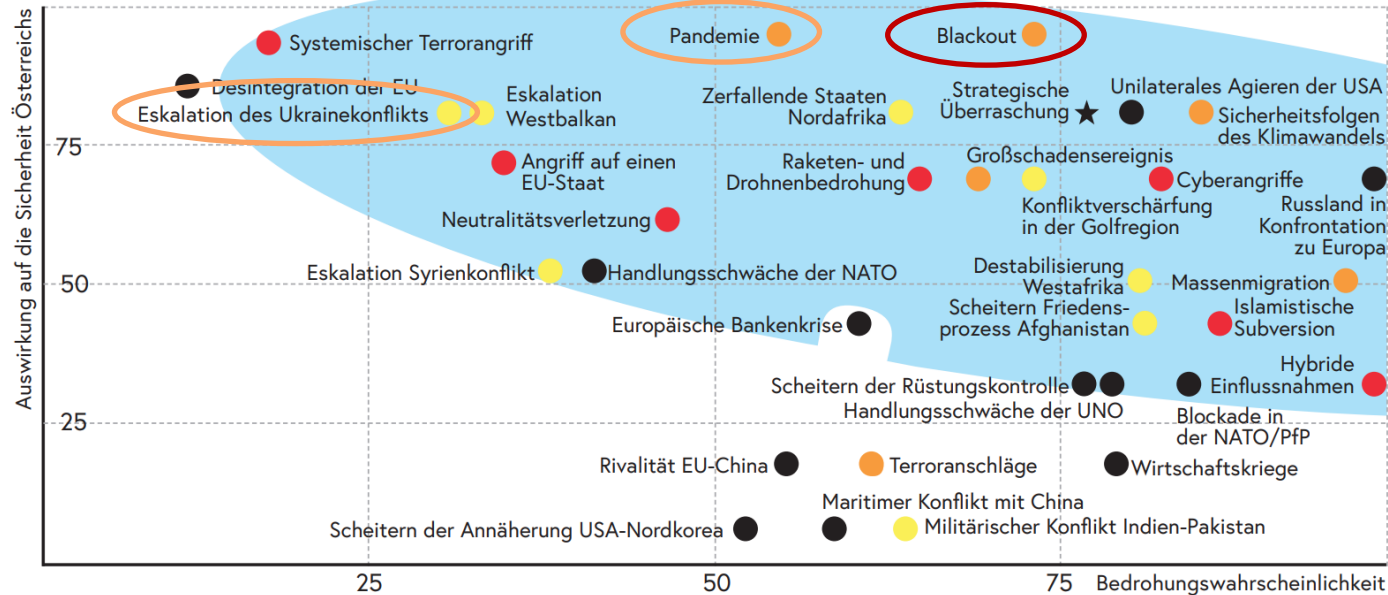 Auswirkung auf die Sicherheit Österreichs
Pandemie
Blackout
Systemischer Terrorangriff
Desintegration der EU
Eskalation des Ukrainekonflikts
Eskalation
Westbalkan
Zerfallende Staaten
Nordafrika
Strategische
Überraschung
Unilaterales Agieren der USA
Sicherheitsfolgen
des Klimawandels
75
Angriff auf einen
EU-Staat
Raketen- und
Drohnenbedrohung
Großschadensereignis
Cyberangriffe
Neutralitätsverletzung
Konfliktverschärfung
in der Golfregion
Russland in
Konfrontation
zu Europa
Eskalation Syrienkonflikt
Handlungsschwäche der NATO
Destabilisierung
Westafrika
Massenmigration
50
Europäische Bankenkrise
Scheitern Friedens-
prozess Afghanistan
Islamistische
Subversion
Scheitern der Rüstungskontrolle
Handlungsschwäche der UNO
Hybride
Einflussnahmen
Blockade in
der NATO/PfP
25
Rivalität EU-China
Terroranschläge
Wirtschaftskriege
Maritimer Konflikt mit China
Scheitern der Annäherung USA-Nordkorea
Militärischer Konflikt Indien-Pakistan
25
50
75
Bedrohungswahrscheinlichkeit